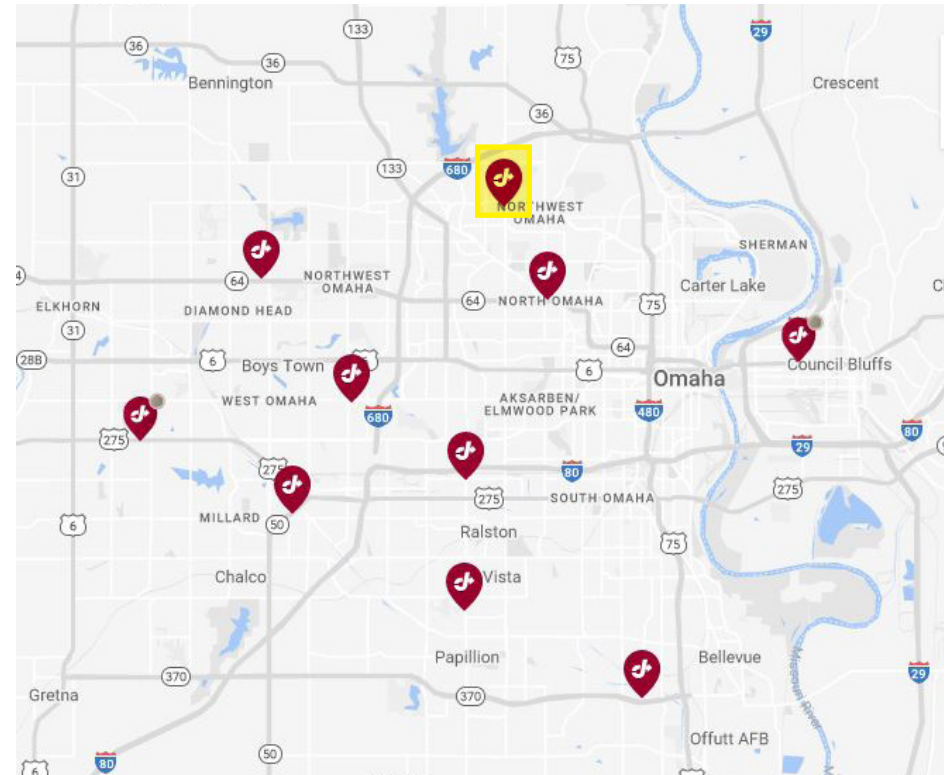 133
29
36
75
36
Bennington
Crescent
36
133
680
31
NORTHWEST
OMAHA
SHERMAN
64
NORTHWEST
OMAHA
Carter Lake
64
NORTH OMAHA
75
ELKHORN
DIAMOND HEAD
31
64
28B
6
Boys Town
6
Council Bluffs
Omaha
WEST OMAHA
AKSARBEN/
ELMWOOD PARK
680
480
80
275
29
275
80
275
275
SOUTH OMAHA
MILLARD
50
6
Ralston
75
Chalco
Vista
Papillion
Bellevue
370
29
Gretna
370
Missouri River
Offutt AFB
50
80
6